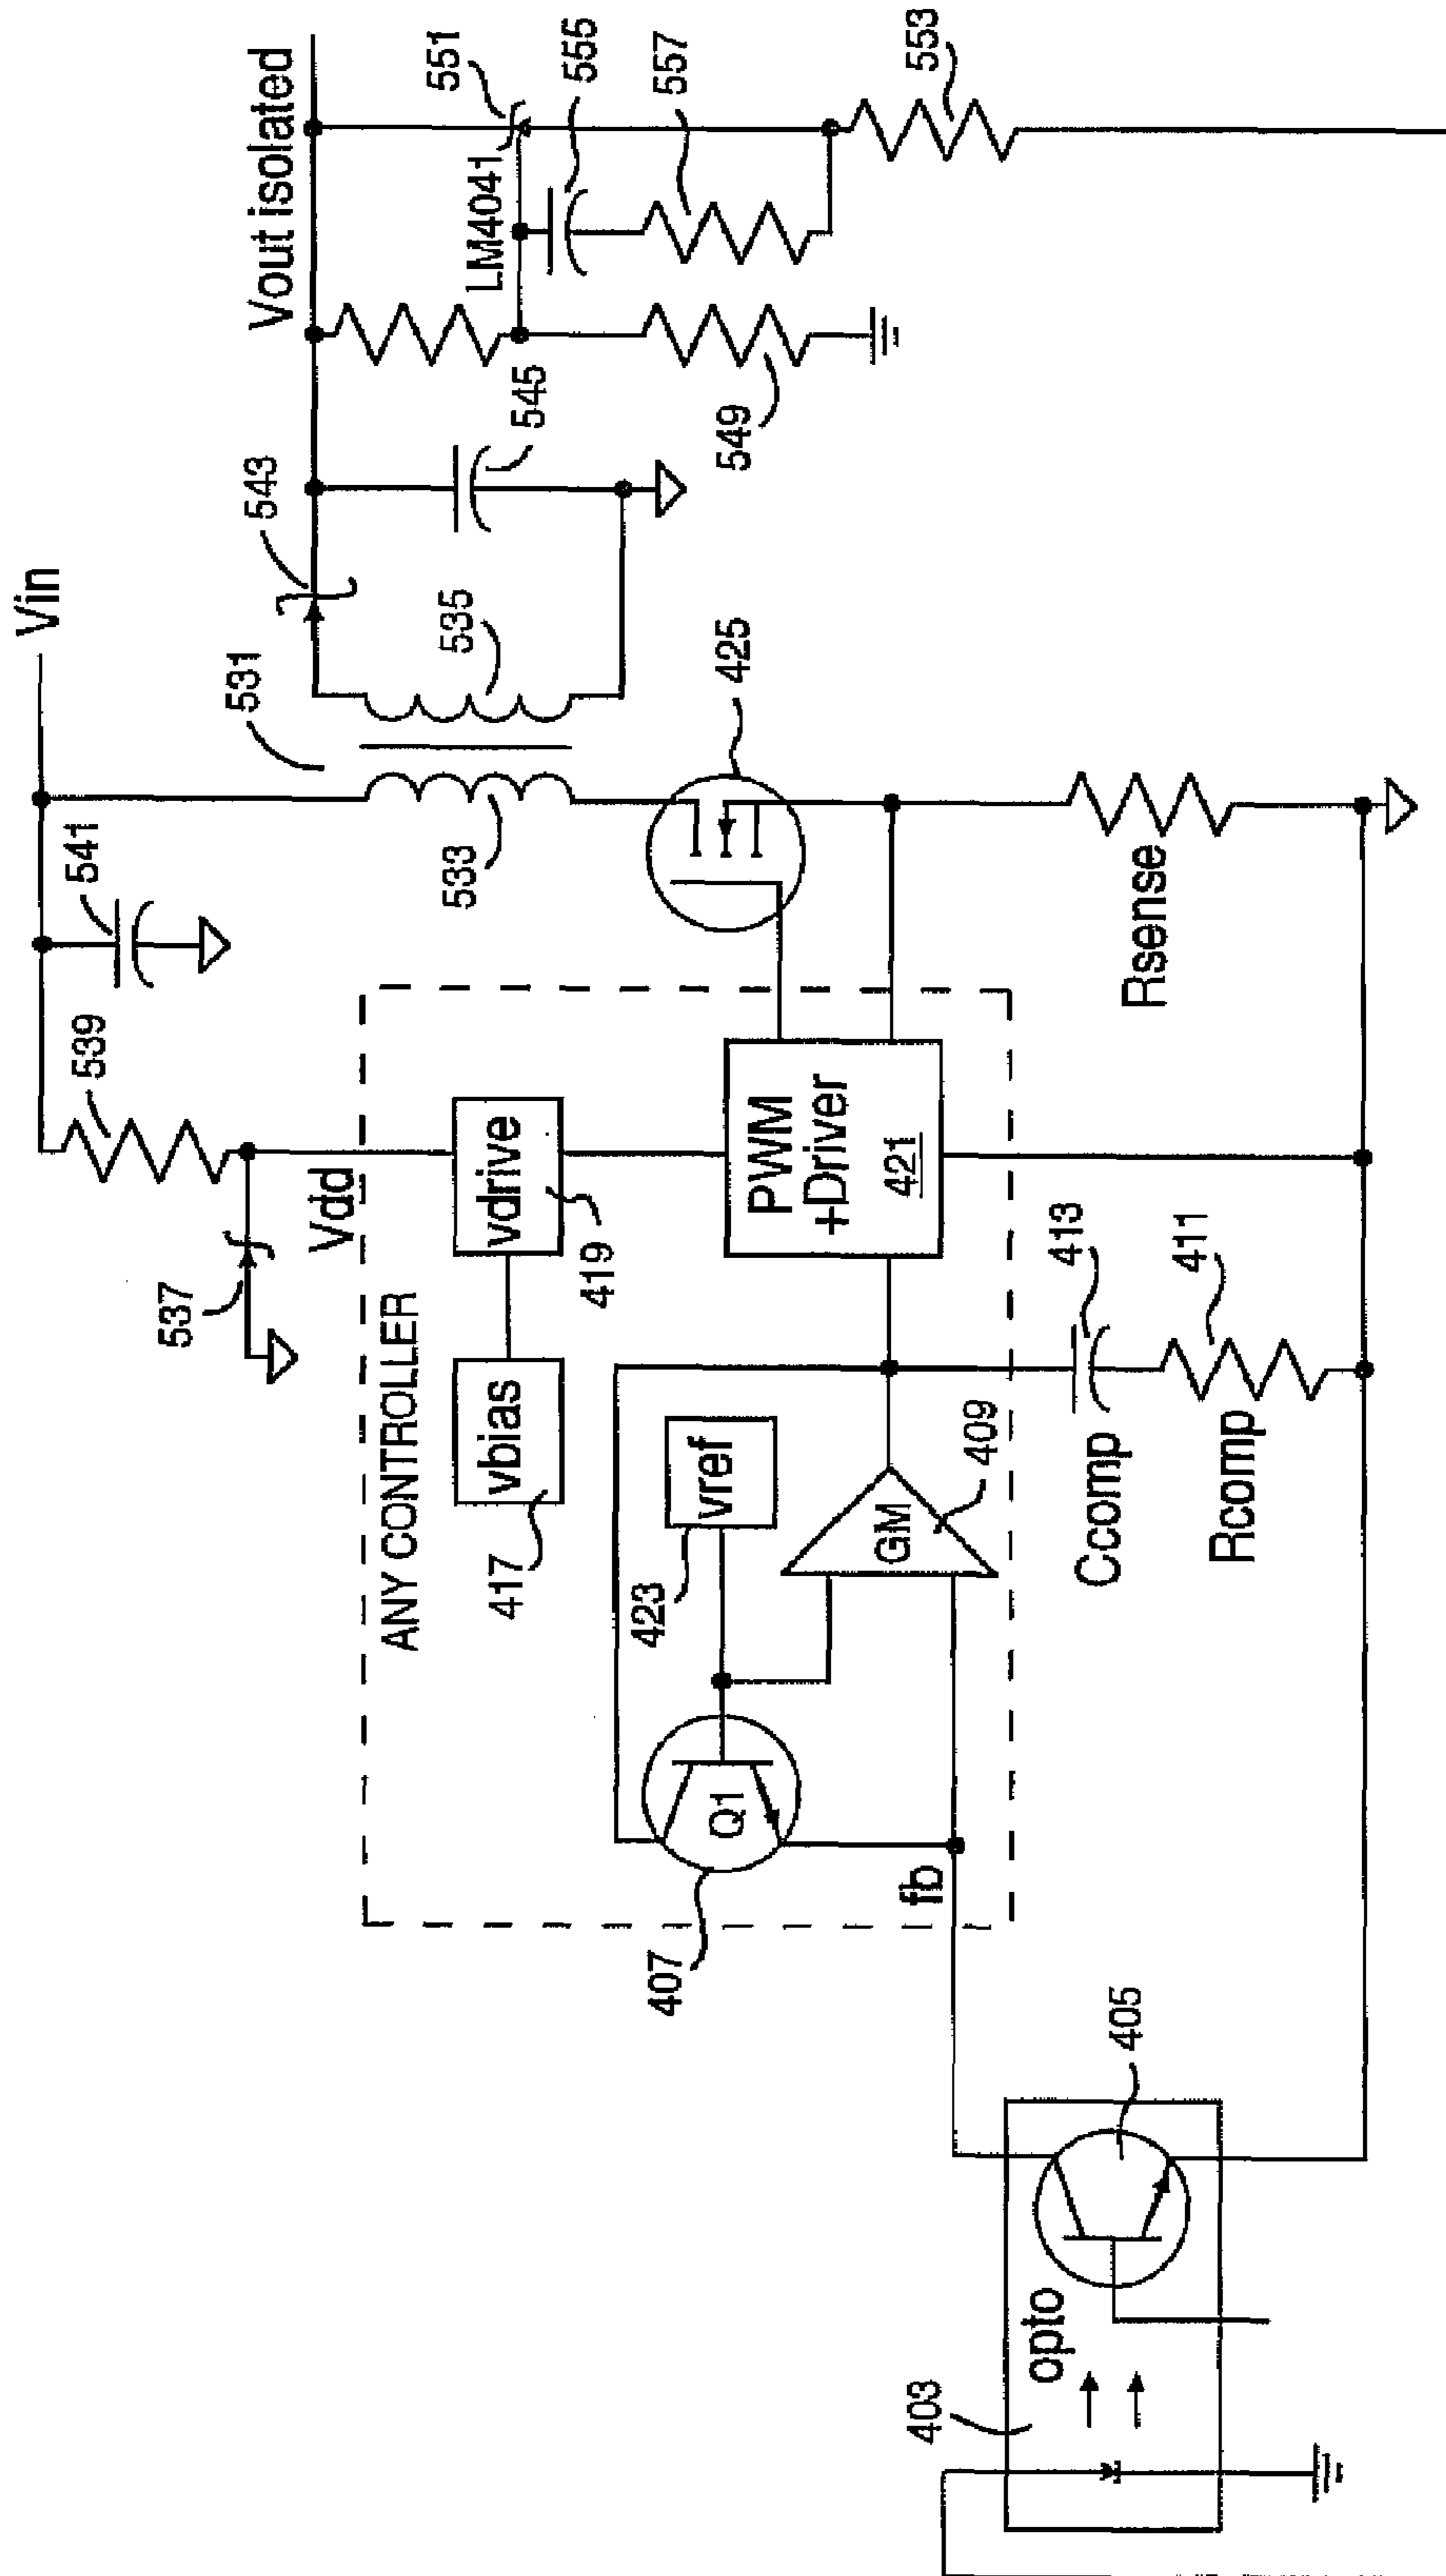 Vin
Vout isolated
531
541
539
543
545
551
LM4041
555
557
549
553
535
533
425
537
Vdd
ANY CONTROLLER
vbias
417
vdrive
419
vref
423
PWM
+Driver
421
GM
409
Q1
407
fb
Rsense
Ccomp
413
Rcomp
411
opto
403
405